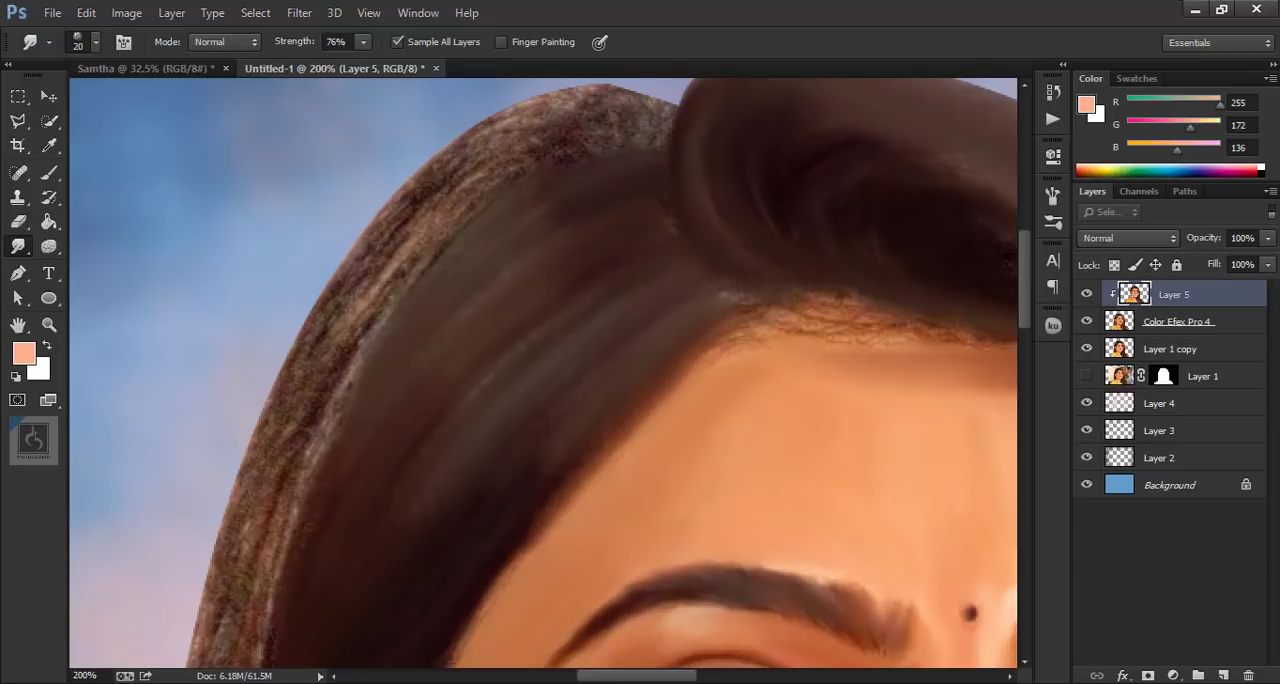 Ps File Edit Image Layer Type Select Filter 3D View Window Help
20 Mode: Normal Strength: 76% Sample All Layers Finger Painting Essentials
Samtha @ 32.5% (RGB/8#) * × Untitled-1 @ 200% (Layer 5, RGB/8) * ×
Color Swatches
R 255
G 172
B 136
Layers Channels Paths
Sele...
Normal Opacity: 100%
Lock: Fill: 100%
Layer 5
Color Efex Pro 4
Layer 1 copy
Layer 1
Layer 4
Layer 3
Layer 2
Background
ku
200% Doc: 6.18M/61.5M